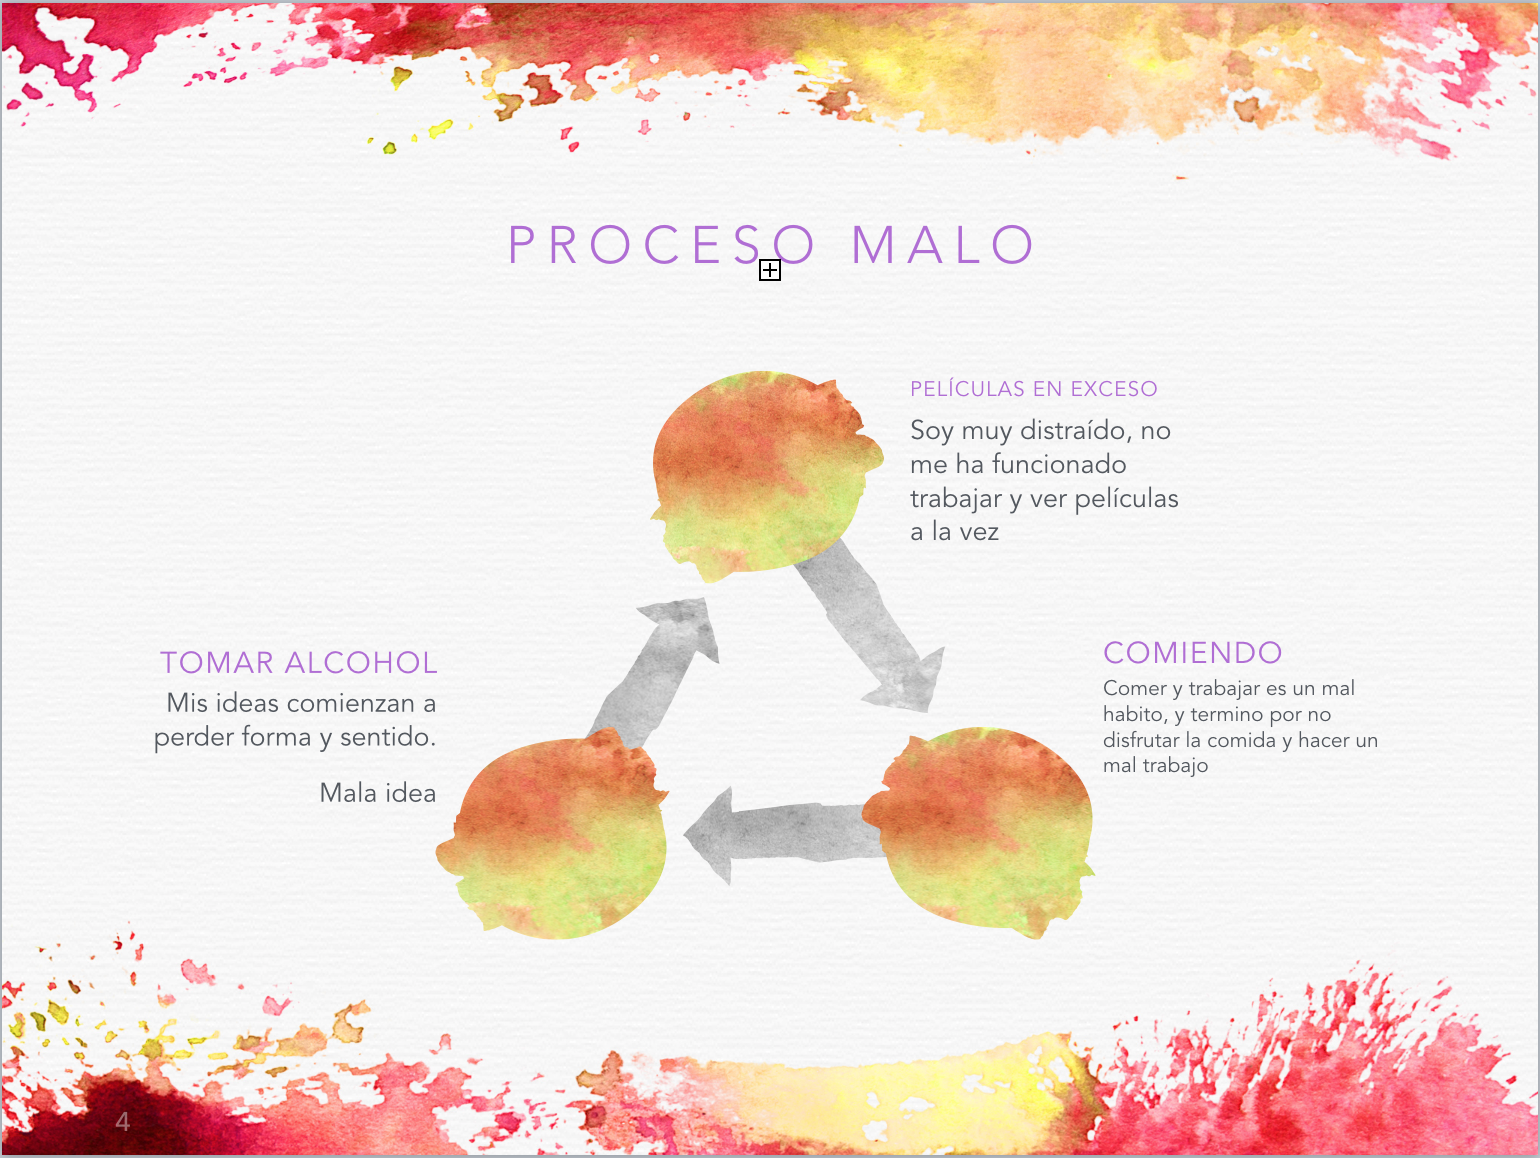 PROCESO MALO
PELÍCULAS EN EXCESO
Soy muy distraído, no
me ha funcionado
trabajar y ver películas
a la vez
COMIENDO
Comer y trabajar es un mal
habito, y termino por no
disfrutar la comida y hacer un
mal trabajo
TOMAR ALCOHOL
Mis ideas comienzan a
perder forma y sentido.
Mala idea
4